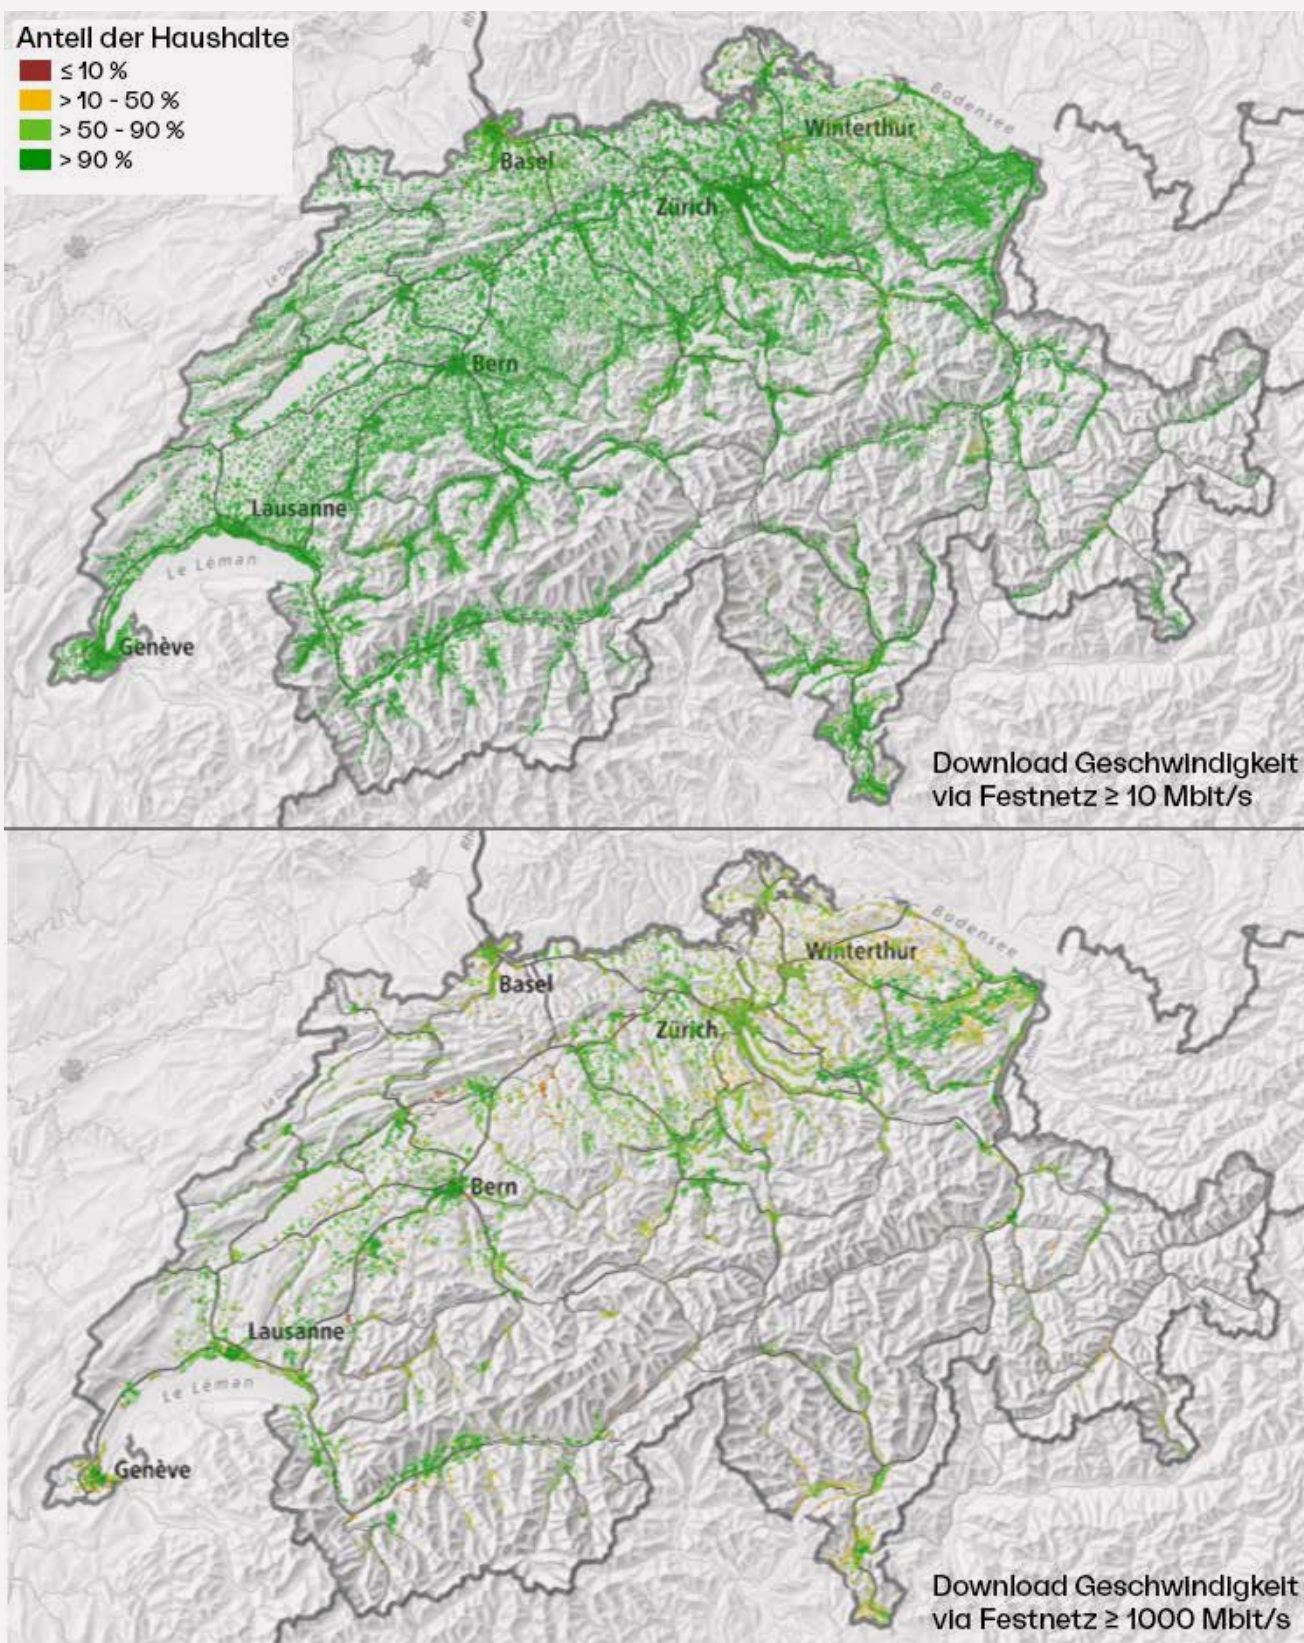 Anteil der Haushalte
≤ 10 %
> 10 - 50 %
> 50 - 90 %
> 90 %
Bodensee
Winterthur
Basel
Zürich
Bern
Lausanne
Le Léman
Genève
Download Geschwindigkeit
via Festnetz ≥ 10 Mbit/s
Bodensee
Winterthur
Basel
Zürich
Bern
Lausanne
Le Léman
Genève
Download Geschwindigkeit
via Festnetz ≥ 1000 Mbit/s